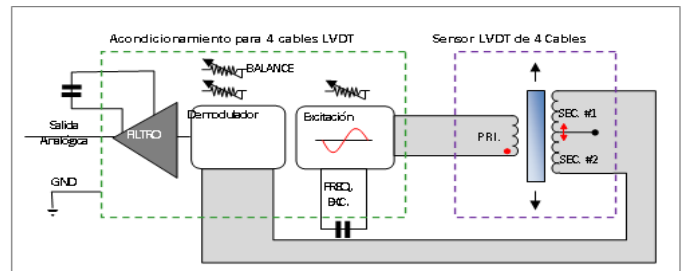 Acondicionamiento para 4 cables LVDT
Sensor LVDT de 4 Cables
BALANCE
Demodulador
Excitación
Salida
Analógica
FILTRO
PRI.
SEC. #1
SEC. #2
GND
FREQ.
EXC.